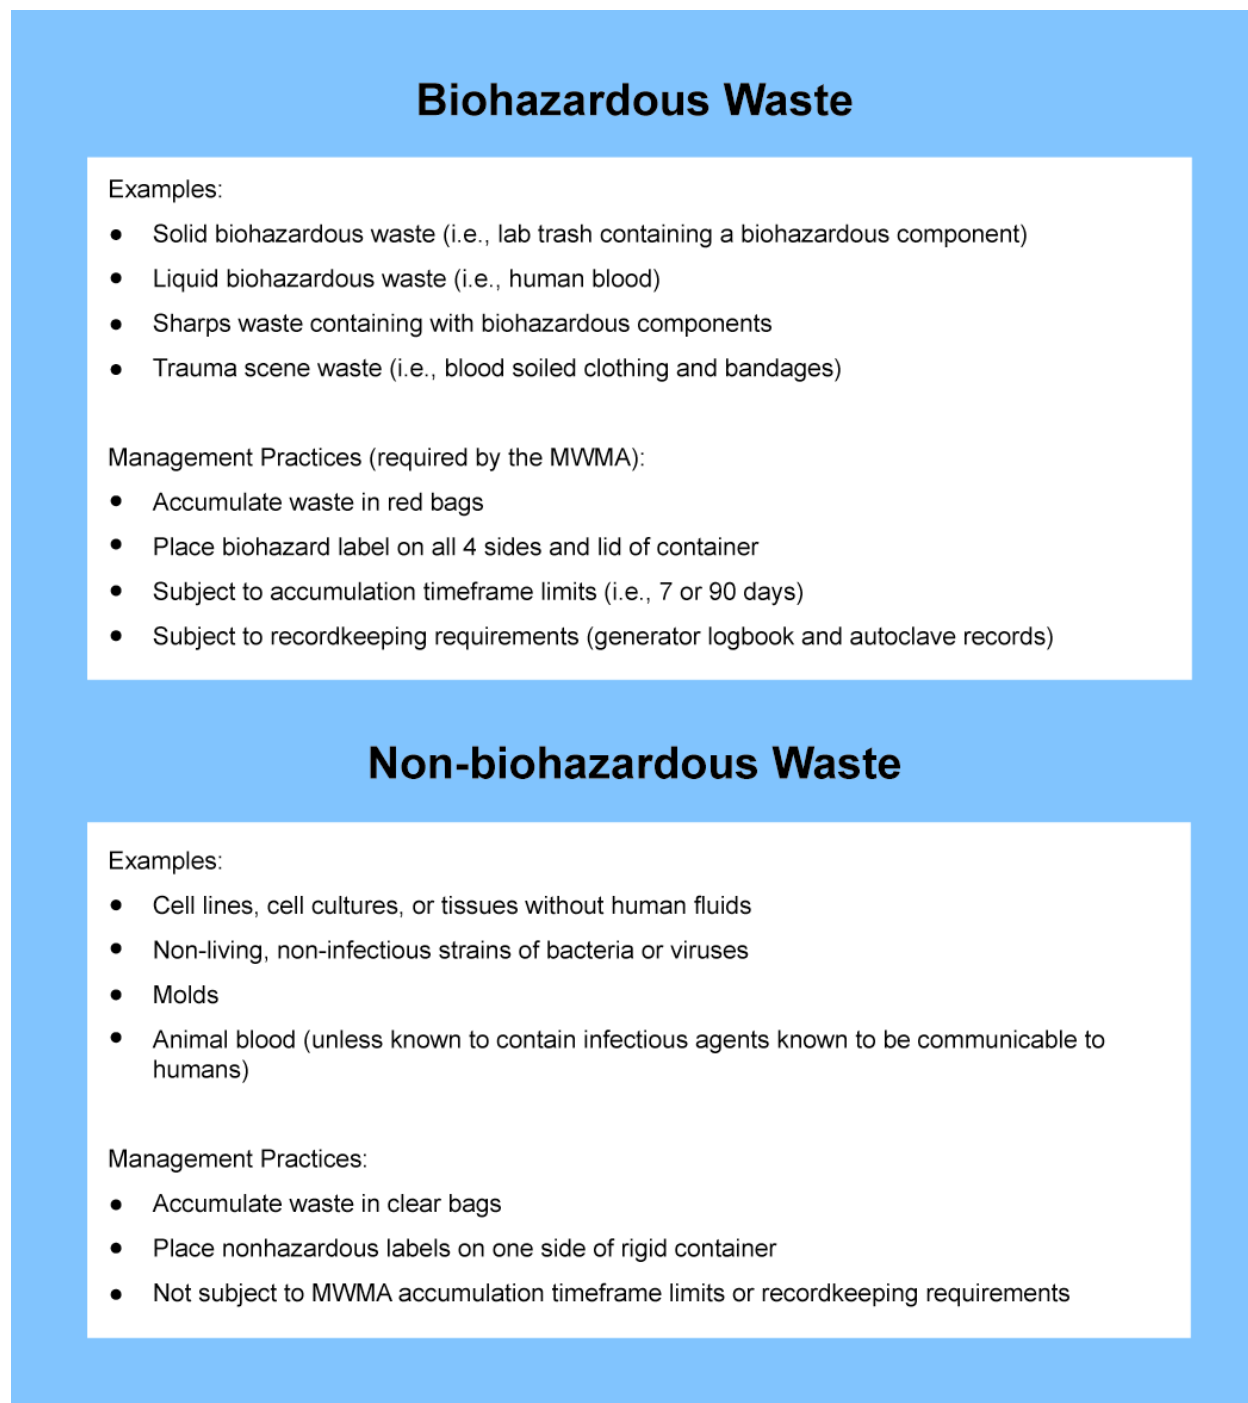 Biohazardous Waste
Examples:
● Solid biohazardous waste (i.e., lab trash containing a biohazardous component)
● Liquid biohazardous waste (i.e., human blood)
● Sharps waste containing with biohazardous components
● Trauma scene waste (i.e., blood soiled clothing and bandages)
Management Practices (required by the MWMA):
● Accumulate waste in red bags
● Place biohazard label on all 4 sides and lid of container
● Subject to accumulation timeframe limits (i.e., 7 or 90 days)
● Subject to recordkeeping requirements (generator logbook and autoclave records)
Non-biohazardous Waste
Examples:
● Cell lines, cell cultures, or tissues without human fluids
● Non-living, non-infectious strains of bacteria or viruses
● Molds
● Animal blood (unless known to contain infectious agents known to be communicable to
humans)
Management Practices:
● Accumulate waste in clear bags
● Place nonhazardous labels on one side of rigid container
● Not subject to MWMA accumulation timeframe limits or recordkeeping requirements